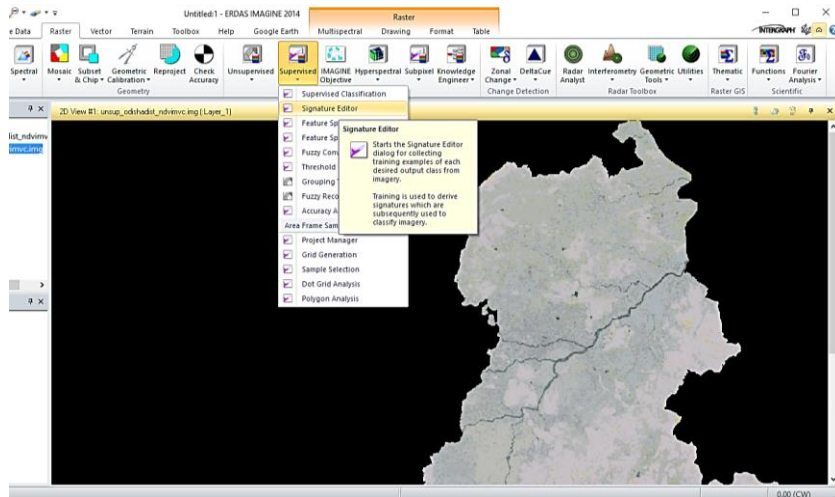 Untitled:1 - ERDAS IMAGINE 2014
Raster
e Data Raster Vector Terrain Toolbox Help Google Earth Multispectral Drawing Format Table
INTERGRAPH
Spectral Mosaic Subset & Chip Geometric Calibration Reproject Check Accuracy Unsupervised Supervised IMAGINE Objective Hyperspectral Subpixel Knowledge Engineer Zonal Change DeltaCue Radar Analyst Interferometry Geometric Tools Utilities Thematic Functions Fourier Analysis
Geometry Change Detection Radar Toolbox Raster GIS Scientific
2D View #1: unsup_odishadist_ndvimvc.img (:Layer_1)
Supervised Classification
Signature Editor
Feature Sp
Feature Sp
Fuzzy Con
Threshold
Grouping
Fuzzy Reco
Accuracy A
Area Frame Sam
Project Manager
Grid Generation
Sample Selection
Dot Grid Analysis
Polygon Analysis
Signature Editor
Starts the Signature Editor
dialog for collecting
training examples of each
desired output class from
imagery.
Training is used to derive
signatures which are
subsequently used to
classify imagery.
dist_ndvimv
imvc.img
0.00 (CW)